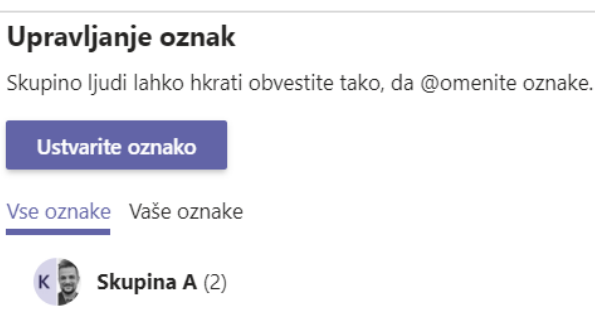 Upravljanje oznak
Skupino ljudi lahko hkrati obvestite tako, da @omenite oznake.
Ustvarite oznako
Vse oznake Vaše oznake
K Skupina A (2)